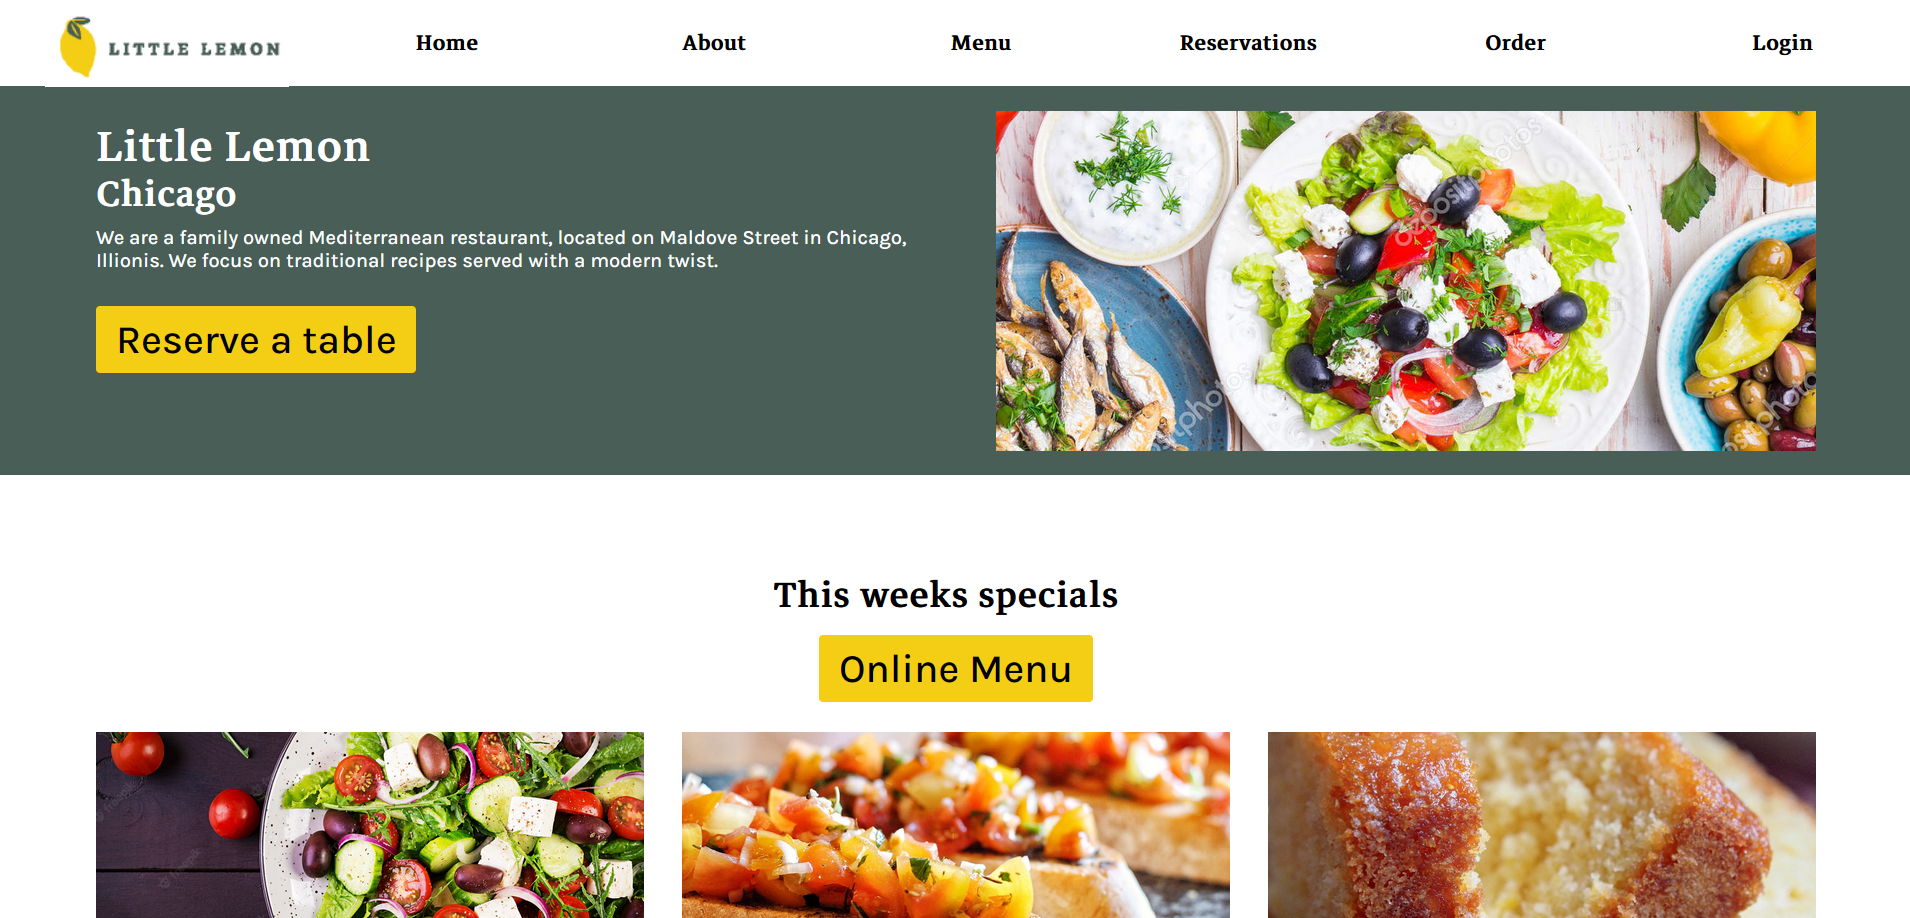 LITTLE LEMON
Home
About
Menu
Reservations
Order
Login
Little Lemon
Chicago
We are a family owned Mediterranean restaurant, located on Maldove Street in Chicago,
Illionis. We focus on traditional recipes served with a modern twist.
Reserve a table
This weeks specials
Online Menu